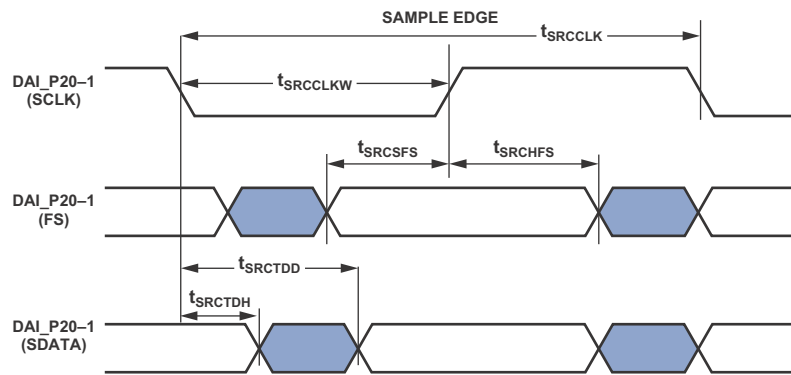 SAMPLE EDGE
tSRCCLK
DAI_P20–1
(SCLK)
tSRCCLKW
tSRCSFS
tSRCHFS
DAI_P20–1
(FS)
tSRCTDD
tSRCTDH
DAI_P20–1
(SDATA)